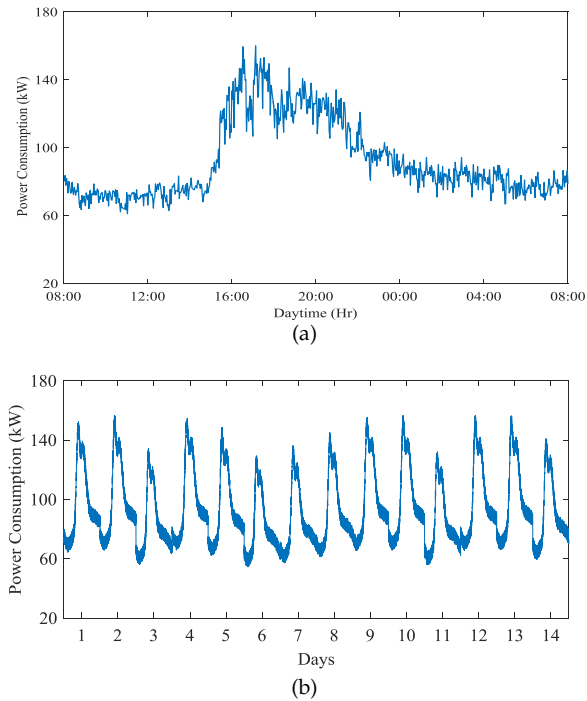 180
140
100
60
20
Power Consumption (kW)
08:00 12:00 16:00 20:00 00:00 04:00 08:00
Daytime (Hr)
(a)
180
140
100
60
20
Power Consumption (kW)
1 2 3 4 5 6 7 8 9 10 11 12 13 14
Days
(b)